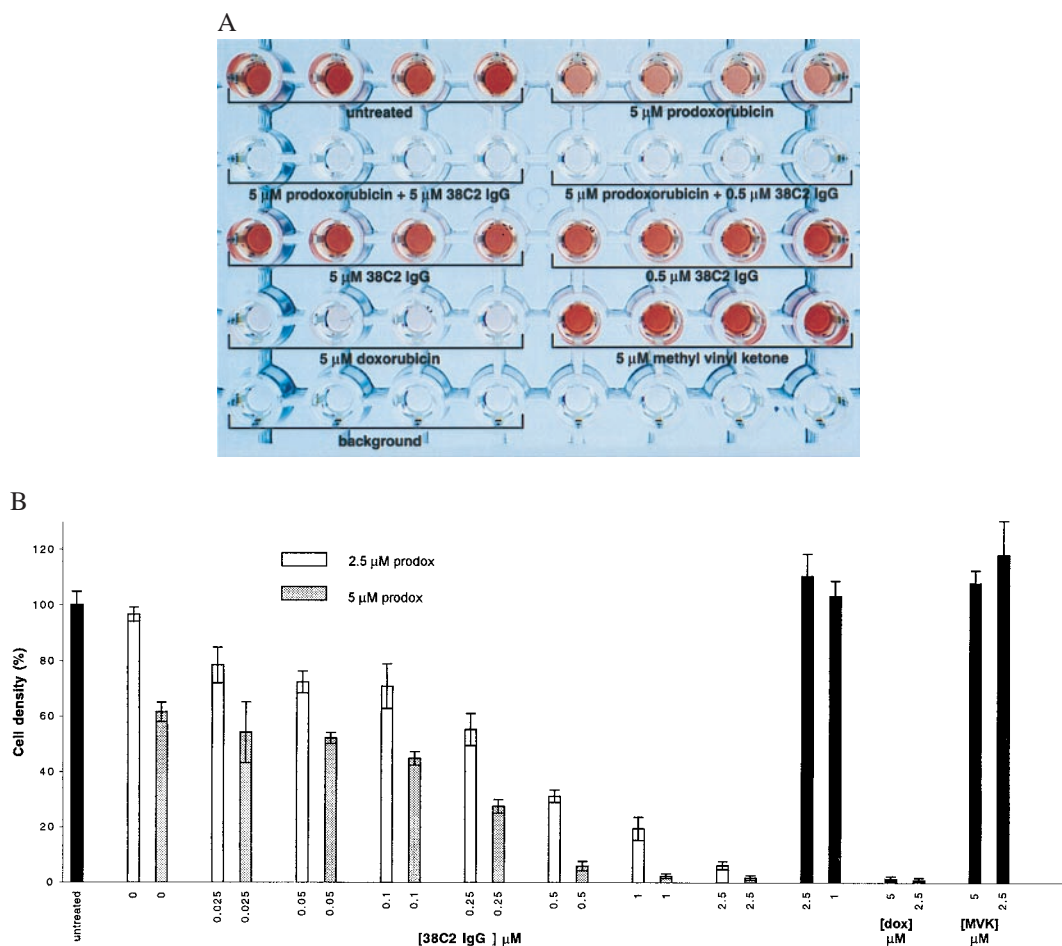 A
untreated
5 μM prodoxorubicin
5 μM prodoxorubicin + 5 μM 38C2 IgG
5 μM prodoxorubicin + 0.5 μM 38C2 IgG
5 μM 38C2 IgG
0.5 μM 38C2 IgG
5 μM doxorubicin
5 μM methyl vinyl ketone
background
B
120
100
80
60
40
20
0
Cell density (%)
2.5 μM prodox
5 μM prodox
untreated
0 0 0.025 0.025 0.05 0.05 0.1 0.1 0.25 0.25 0.5 0.5 1 1 2.5 2.5 2.5 1 5 2.5 5 2.5
[38C2 IgG ] μM
[dox]
μM
[MVK]
μM